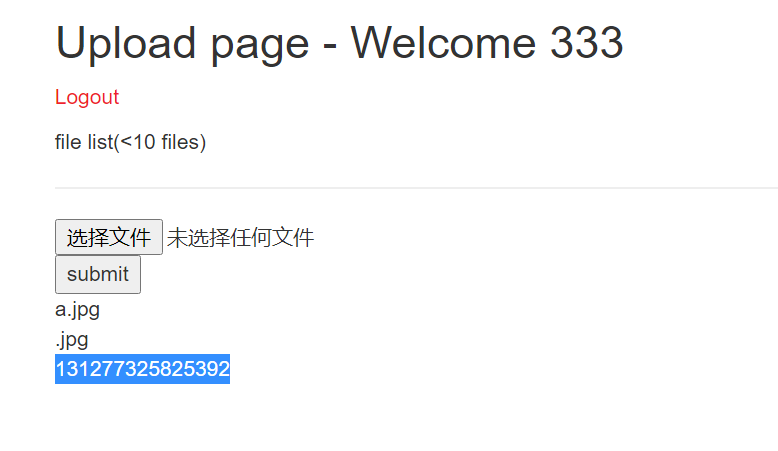 Upload page - Welcome 333
Logout
file list(<10 files)
选择文件 未选择任何文件
submit
a.jpg
.jpg
131277325825392